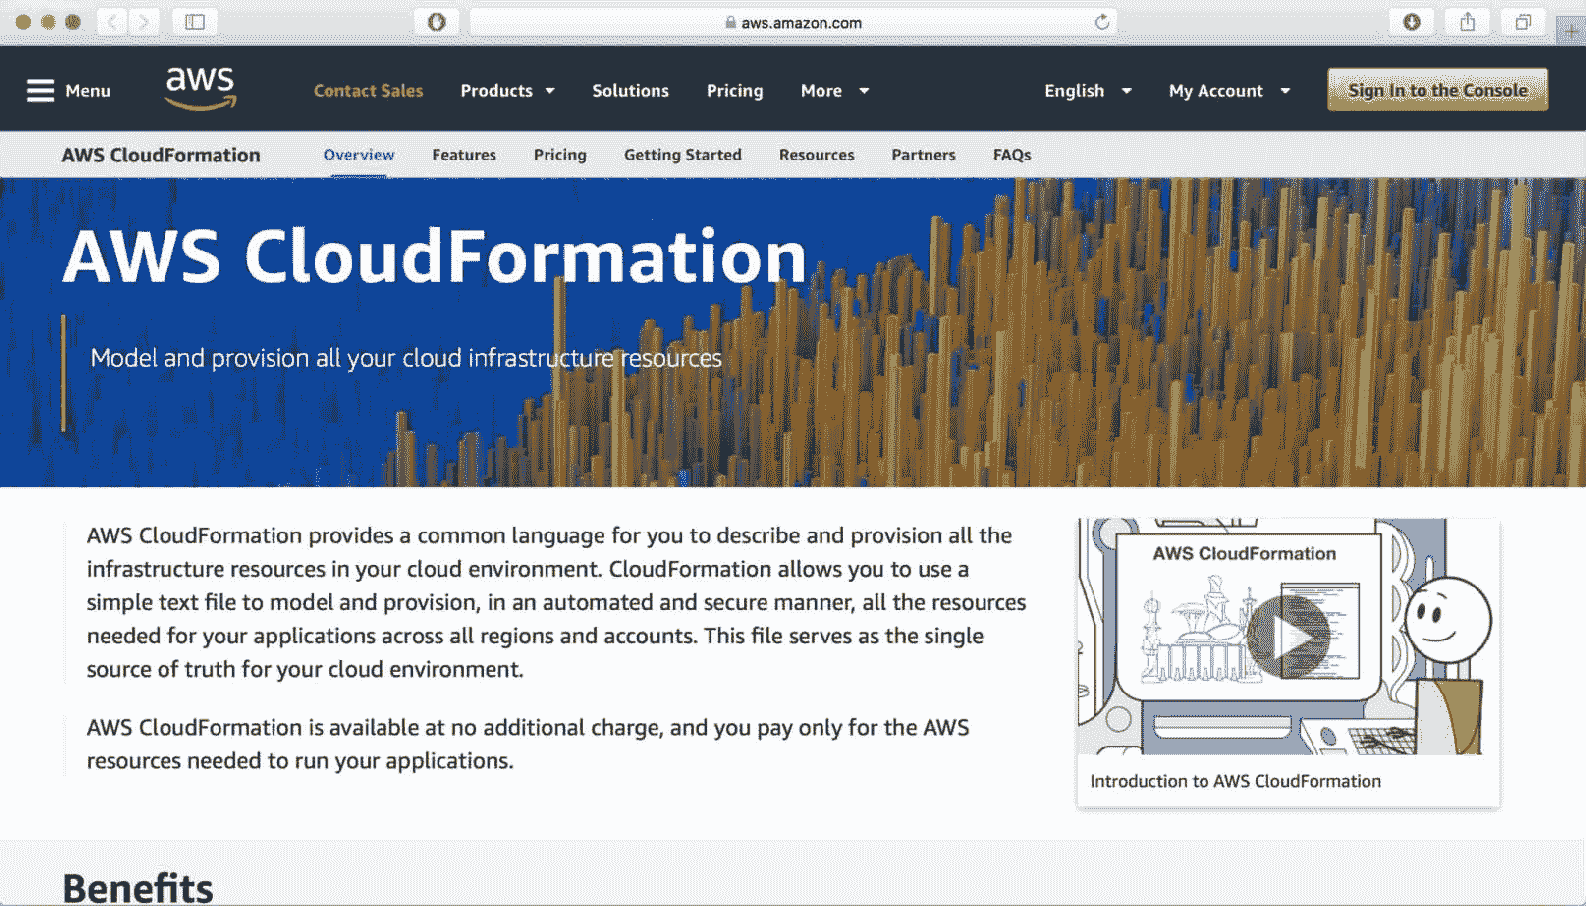 aws.amazon.com
Menu
aws
Contact Sales
Products
Solutions
Pricing
More
English
My Account
Sign In to the Console
AWS CloudFormation
Overview
Features
Pricing
Getting Started
Resources
Partners
FAQs
AWS CloudFormation
Model and provision all your cloud infrastructure resources
AWS CloudFormation provides a common language for you to describe and provision all the
infrastructure resources in your cloud environment. CloudFormation allows you to use a
simple text file to model and provision, in an automated and secure manner, all the resources
needed for your applications across all regions and accounts. This file serves as the single
source of truth for your cloud environment.
AWS CloudFormation is available at no additional charge, and you pay only for the AWS
resources needed to run your applications.
AWS CloudFormation
Introduction to AWS CloudFormation
Benefits